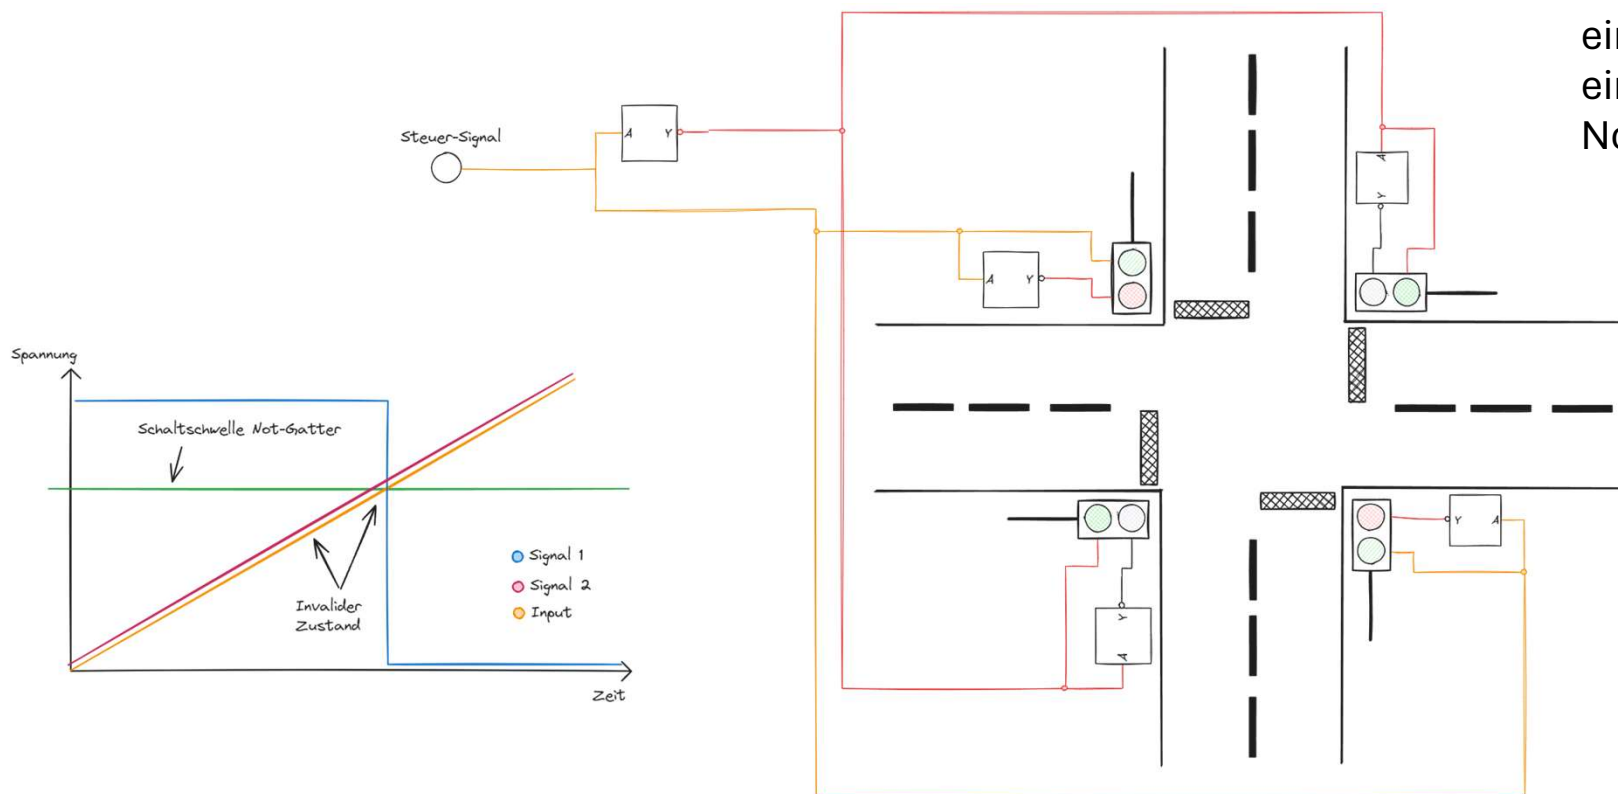 Steuer-Signal
A Y
A Y
A
Y
Spannung
Schaltschwelle Not-Gatter
Signal 1
Signal 2
Input
Invalider
Zustand
Zeit
Y A
Y
A